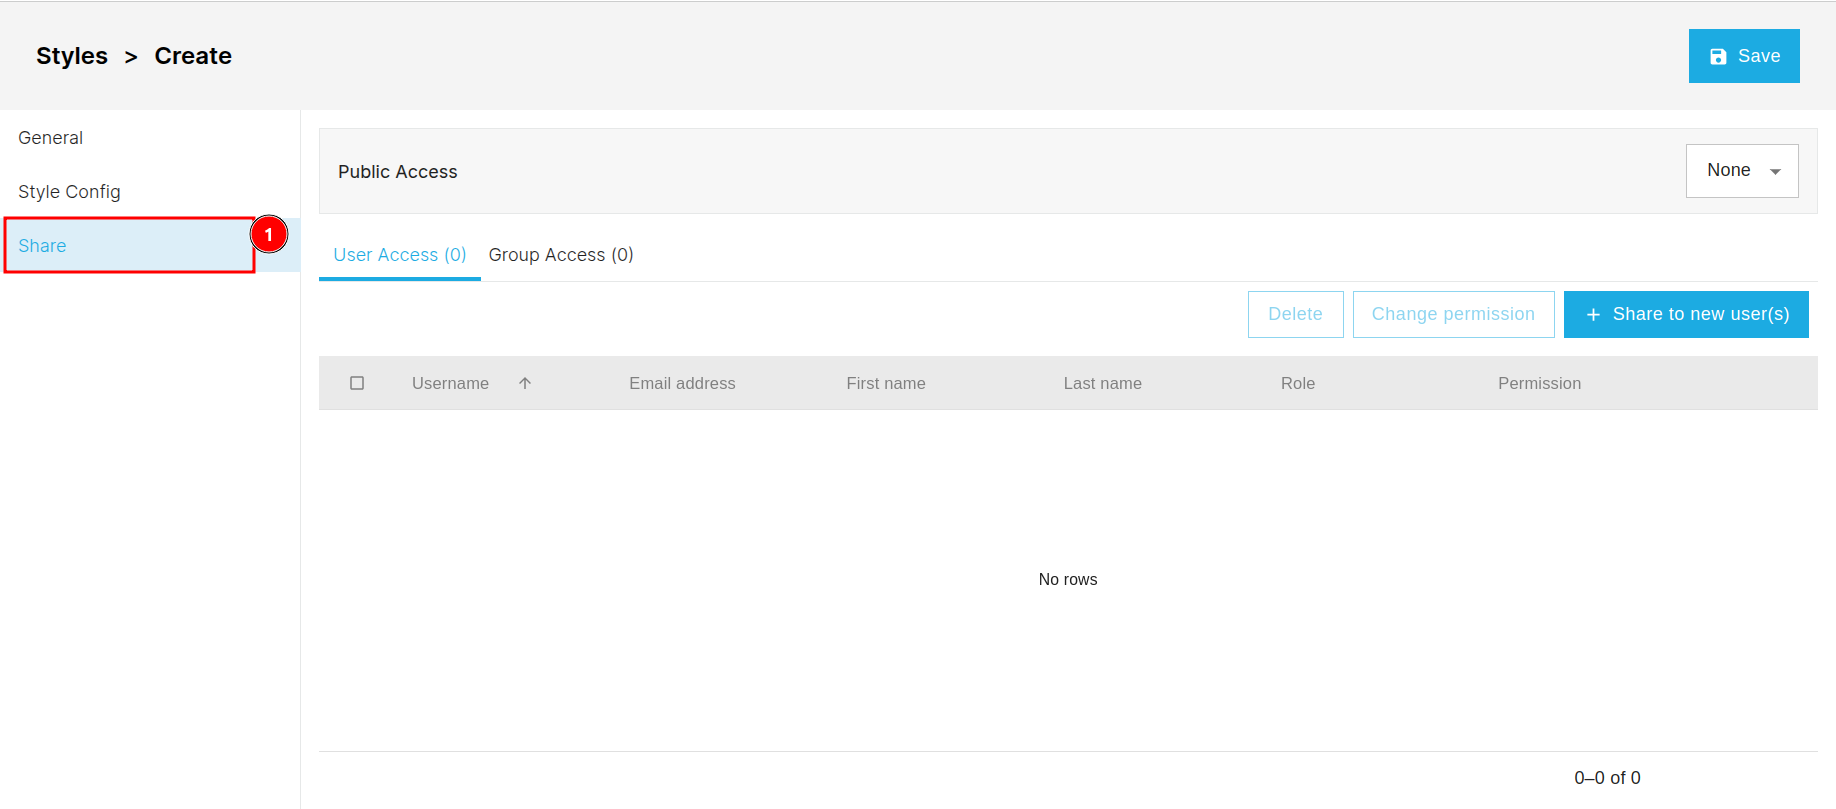 Styles > Create
Save
General
Style Config
Share
1
Public Access
None
User Access (0) Group Access (0)
Delete Change permission + Share to new user(s)
Username Email address First name Last name Role Permission
No rows
0–0 of 0